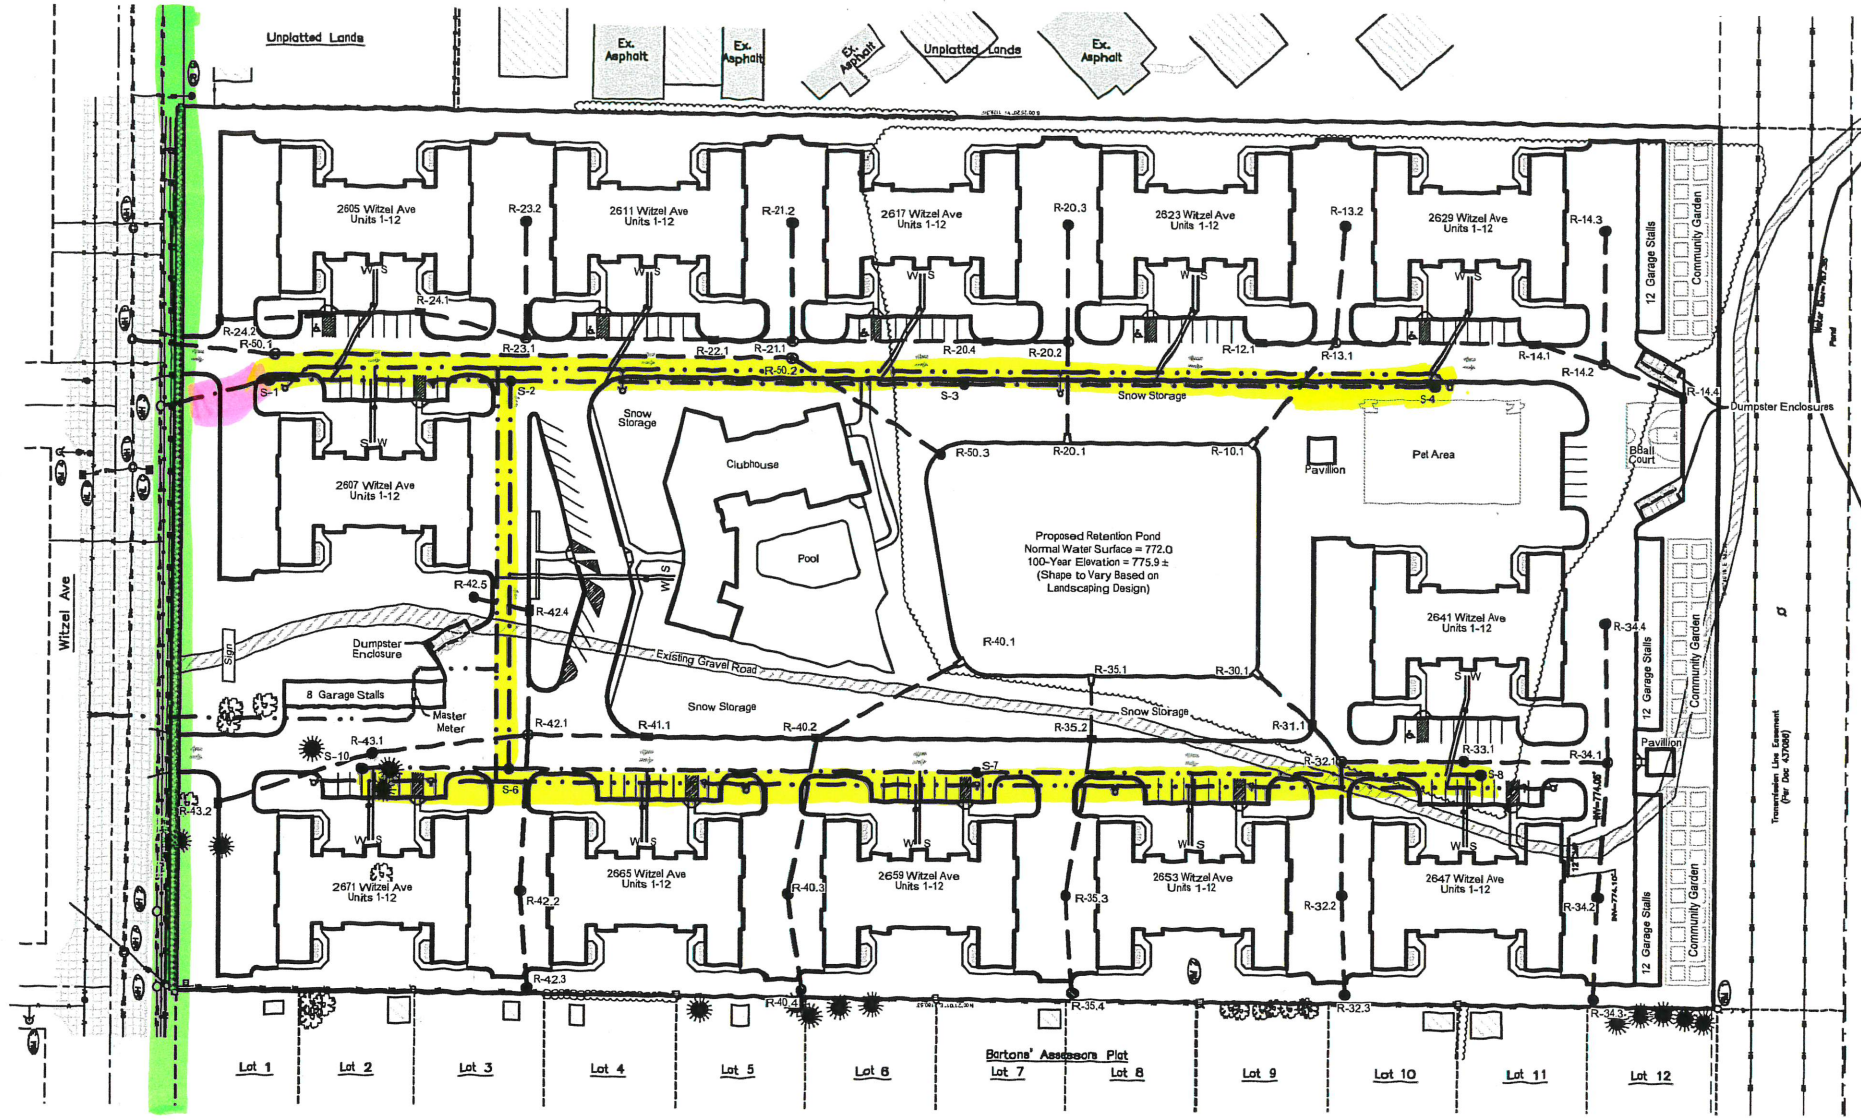 Unplatted Lands
Ex.
Asphalt
Ex.
Asphalt
Ex.
Asphalt
Unplatted Lands
Ex.
Asphalt
2605 Witzel Ave
Units 1-12
R-23.2
2611 Witzel Ave
Units 1-12
R-21.2
2617 Witzel Ave
Units 1-12
R-20.3
2623 Witzel Ave
Units 1-12
R-13.2
2629 Witzel Ave
Units 1-12
R-14.3
12 Garage Stalls
Community Garden
W S
W S
W S
W S
W S
R-24.1
R-24.2
R-50.1
R-23.1
R-22.1
R-21.1
R-20.4
R-20.2
R-12.1
R-13.1
R-14.1
R-14.2
Pond
R-50.2
S-1
S-2
S-3
Snow Storage
S-4
R-14.4
Dumpster Enclosures
Snow
Storage
S W
2607 Witzel Ave
Units 1-12
Clubhouse
R-50.3
R-20.1
R-10.1
Pavillion
Pet Area
BBall
Court
Pool
Proposed Retention Pond
Normal Water Surface = 772.0
100-Year Elevation = 775.9 ±
(Shape to Vary Based on
Landscaping Design)
W S
R-42.5
R-42.4
Witzel Ave
Sign
Dumpster
Enclosure
Existing Gravel Road
R-40.1
R-35.1
R-30.1
2641 Witzel Ave
Units 1-12
S W
R-34.4
12 Garage Stalls
Community Garden
8 Garage Stalls
Master
Meter
Snow Storage
Snow Storage
R-43.1
R-42.1
R-41.1
R-40.2
R-35.2
R-31.1
R-33.1
R-34.1
Pavillion
S-10
S-6
S-7
R-32.1
S-8
R-43.2
Transmission Line Easement
(Per Doc 437086)
W S
W S
W S
W S
W S
2671 Witzel Ave
Units 1-12
2665 Witzel Ave
Units 1-12
2659 Witzel Ave
Units 1-12
2653 Witzel Ave
Units 1-12
2647 Witzel Ave
Units 1-12
R-42.2
R-40.3
R-35.3
R-32.2
R-34.2
12 Garage Stalls
Community Garden
R-42.3
R-40.4
R-35.4
R-32.3
R-34.3
Bartons' Assessors Plat
Lot 1
Lot 2
Lot 3
Lot 4
Lot 5
Lot 6
Lot 7
Lot 8
Lot 9
Lot 10
Lot 11
Lot 12